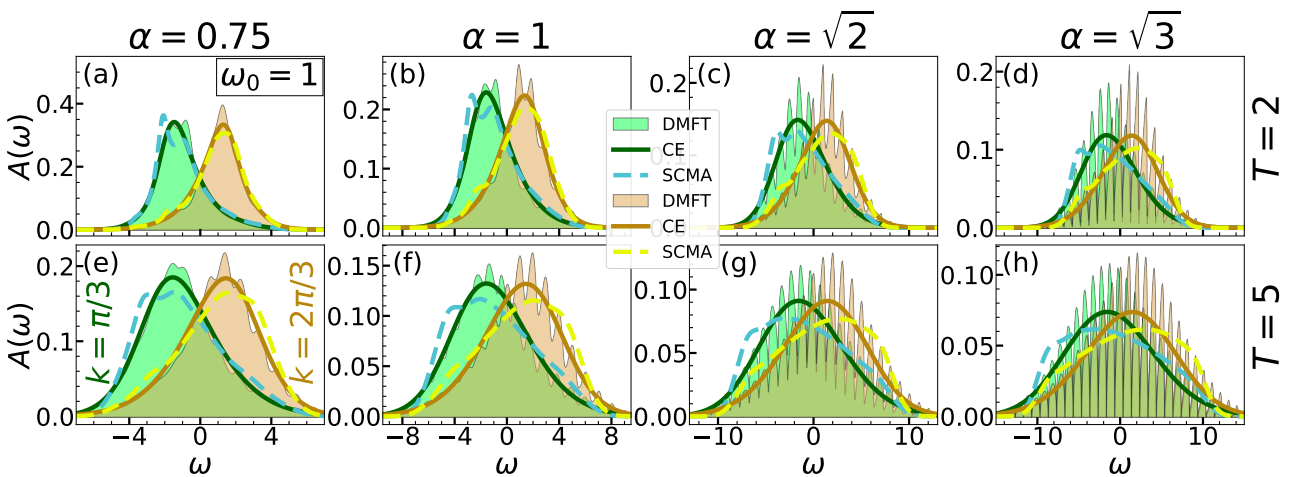 α = 0.75
α = 1
α = √2
α = √3
(a)
ω₀ = 1
(b)
(c)
(d)
A(ω)
0.4
0.2
0.0
0.2
0.1
0.0
0.2
0.1
0.0
0.2
0.1
0.0
T = 2
DMFT
CE
SCMA
DMFT
CE
SCMA
(e)
(f)
(g)
(h)
k = π/3
k = 2π/3
A(ω)
0.2
0.1
0.0
0.15
0.10
0.05
0.00
0.10
0.05
0.00
0.10
0.05
0.00
T = 5
−4 0 4
−8 −4 0 4 8
−10 0 10
−10 0 10
ω
ω
ω
ω